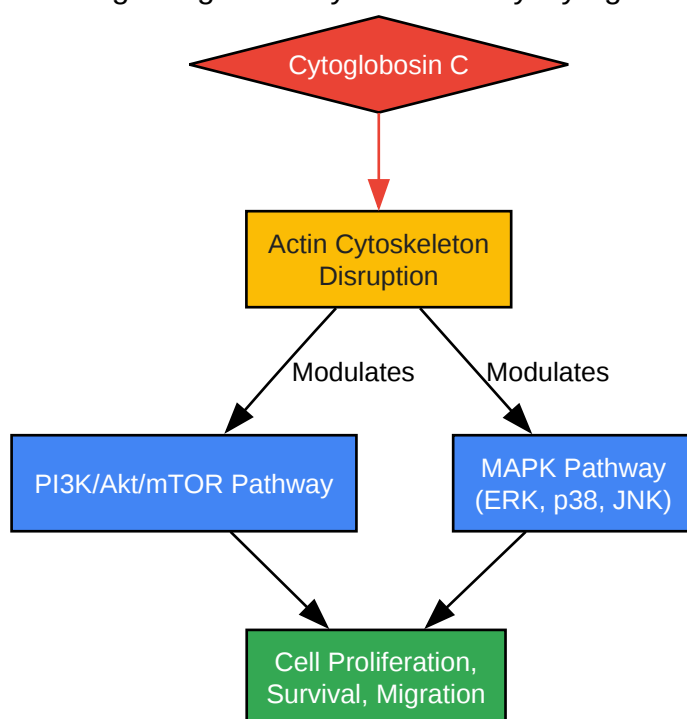 Cytoglobosin C
Actin Cytoskeleton
Disruption
Modulates
Modulates
PI3K/Akt/mTOR Pathway
MAPK Pathway
(ERK, p38, JNK)
Cell Proliferation,
Survival, Migration